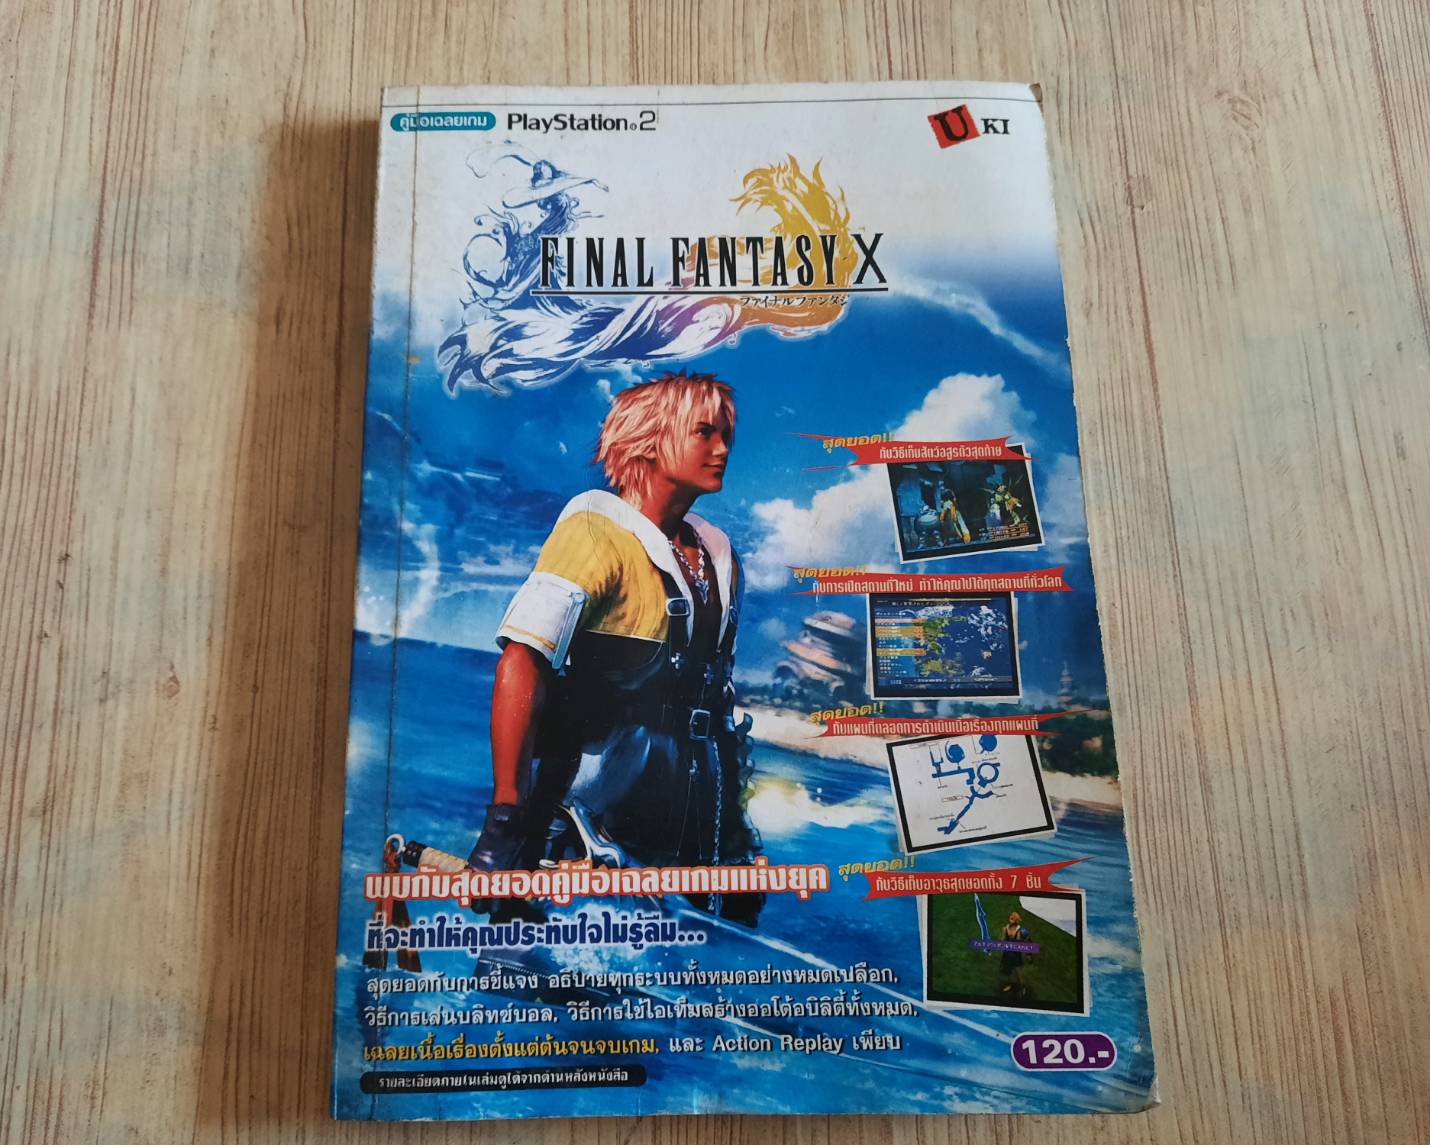 คู่มือเฉลยเกม PlayStation®2
U KI
FINAL FANTASY X
ファイナルファンタジ
สุดยอด!!
กับวิธีเก็บสัตว์อสูรตัวสุดท้าย
สุดยอด!!
กับการเปิดสถานที่ใหม่ ทำให้คุณไปได้ทุกสถานที่ทั่วโลก
สุดยอด!!
กับแผนที่ตลอดการดำเนินเนื้อเรื่องทุกแผนที่
สุดยอด!!
กับวิธีเก็บอาวุธสุดยอดทั้ง 7 ชิ้น
พบกับสุดยอดคู่มือเฉลยเกมแห่งยุค
ที่จะทำให้คุณประทับใจไม่รู้ลืม...
สุดยอดกับการชี้แจง อธิบายทุกระบบทั้งหมดอย่างหมดเปลือก,
วิธีการเล่นบลิทซ์บอล, วิธีการใช้ไอเท็มสร้างออโต้อบิลิตี้ทั้งหมด,
เฉลยเนื้อเรื่องตั้งแต่ต้นจนจบเกม, และ Action Replay เพียบ
รายละเอียดภายในเล่มดูได้จากด้านหลังหนังสือ
120.-